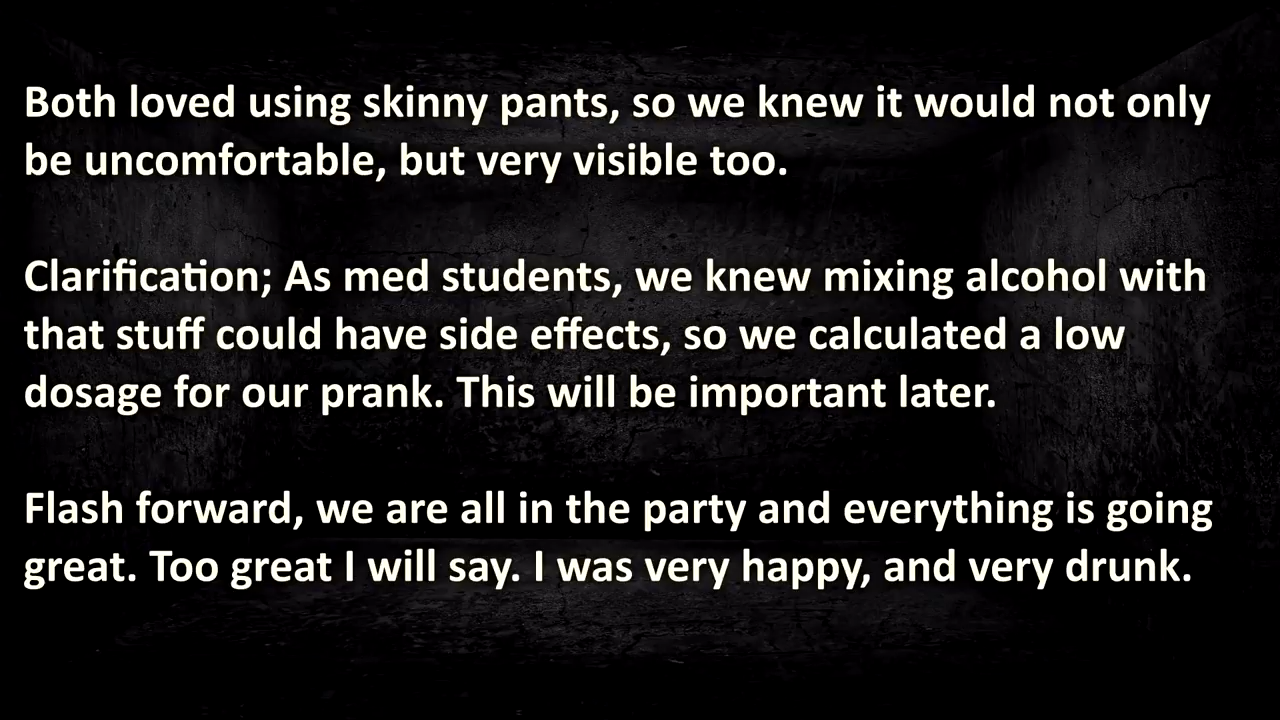 Both loved using skinny pants, so we knew it would not only
be uncomfortable, but very visible too.
Clarification; As med students, we knew mixing alcohol with
that stuff could have side effects, so we calculated a low
dosage for our prank. This will be important later.
Flash forward, we are all in the party and everything is going
great. Too great I will say. I was very happy, and very drunk.